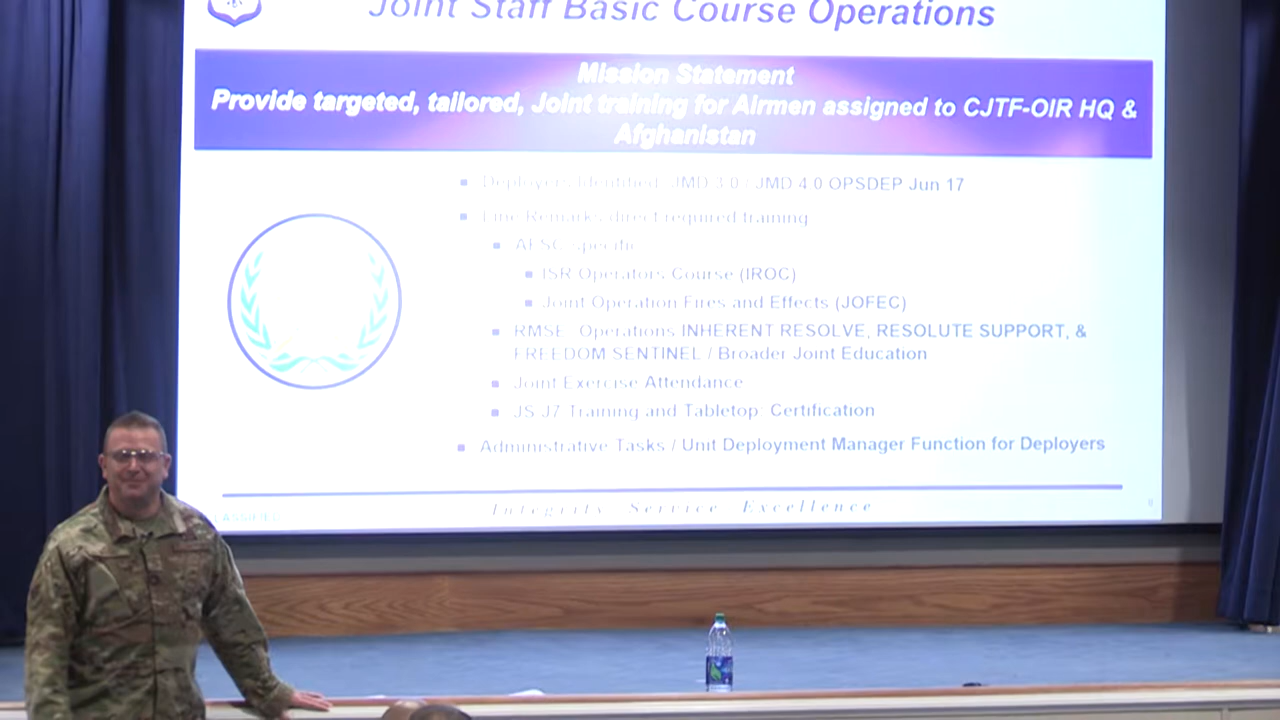 Joint Staff Basic Course Operations
Mission Statement
Provide targeted, tailored, Joint training for Airmen assigned to CJTF-OIR HQ &
Afghanistan
Deployers Identified: JMD 3.0 / JMD 4.0 OPSDEP Jun 17
Line Remarks direct required training
AFSC specific
ISR Operators Course (IROC)
Joint Operation Fires and Effects (JOFEC)
RMSE: Operations INHERENT RESOLVE, RESOLUTE SUPPORT, &
FREEDOM SENTINEL / Broader Joint Education
Joint Exercise Attendance
JS J7 Training and Tabletop: Certification
Administrative Tasks / Unit Deployment Manager Function for Deployers
Integrity Service Excellence